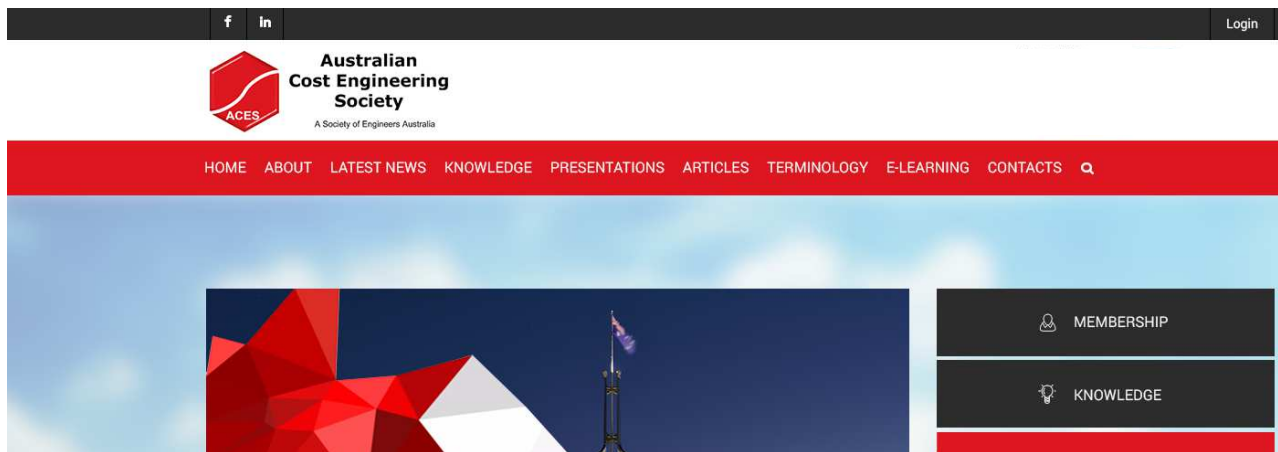 f in
Login
Australian
Cost Engineering
Society
A Society of Engineers Australia
ACES
HOME ABOUT LATEST NEWS KNOWLEDGE PRESENTATIONS ARTICLES TERMINOLOGY E-LEARNING CONTACTS
MEMBERSHIP
KNOWLEDGE